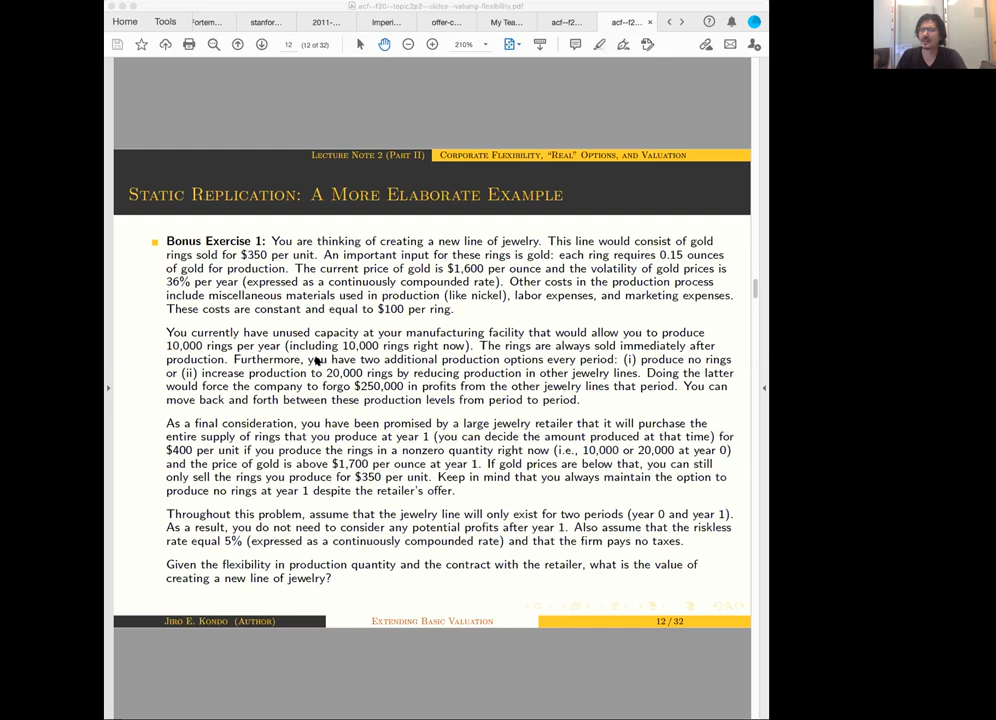 acf--f20--topic2p2--slides--valuing-flexibility.pdf
Home Tools Fortem... stanfor... 2011-... Imperi... offer-c... My Tea... acf--f2... acf--f2... ×
12 (12 of 32) 210%
Lecture Note 2 (Part II) Corporate Flexibility, “Real” Options, and Valuation
Static Replication: A More Elaborate Example
Bonus Exercise 1: You are thinking of creating a new line of jewelry. This line would consist of gold
rings sold for $350 per unit. An important input for these rings is gold: each ring requires 0.15 ounces
of gold for production. The current price of gold is $1,600 per ounce and the volatility of gold prices is
36% per year (expressed as a continuously compounded rate). Other costs in the production process
include miscellaneous materials used in production (like nickel), labor expenses, and marketing expenses.
These costs are constant and equal to $100 per ring.
You currently have unused capacity at your manufacturing facility that would allow you to produce
10,000 rings per year (including 10,000 rings right now). The rings are always sold immediately after
production. Furthermore, you have two additional production options every period: (i) produce no rings
or (ii) increase production to 20,000 rings by reducing production in other jewelry lines. Doing the latter
would force the company to forgo $250,000 in profits from the other jewelry lines that period. You can
move back and forth between these production levels from period to period.
As a final consideration, you have been promised by a large jewelry retailer that it will purchase the
entire supply of rings that you produce at year 1 (you can decide the amount produced at that time) for
$400 per unit if you produce the rings in a nonzero quantity right now (i.e., 10,000 or 20,000 at year 0)
and the price of gold is above $1,700 per ounce at year 1. If gold prices are below that, you can still
only sell the rings you produce for $350 per unit. Keep in mind that you always maintain the option to
produce no rings at year 1 despite the retailer's offer.
Throughout this problem, assume that the jewelry line will only exist for two periods (year 0 and year 1).
As a result, you do not need to consider any potential profits after year 1. Also assume that the riskless
rate equal 5% (expressed as a continuously compounded rate) and that the firm pays no taxes.
Given the flexibility in production quantity and the contract with the retailer, what is the value of
creating a new line of jewelry?
Jiro E. Kondo (Author) Extending Basic Valuation 12 / 32